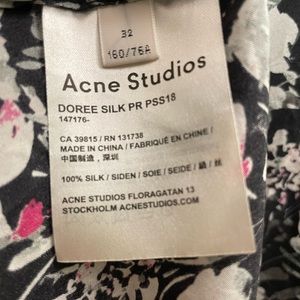 32
160/76A
Acne Studios
DOREE SILK PR PSS18
147176-
CA 39815 / RN 131738
MADE IN CHINA / FABRIQUÉ EN CHINE /
中国制造，深圳
100% SILK / SIDEN / SOIE / SEIDE / 絹 / 丝
ACNE STUDIOS FLORAGATAN 13
STOCKHOLM ACNESTUDIOS.COM